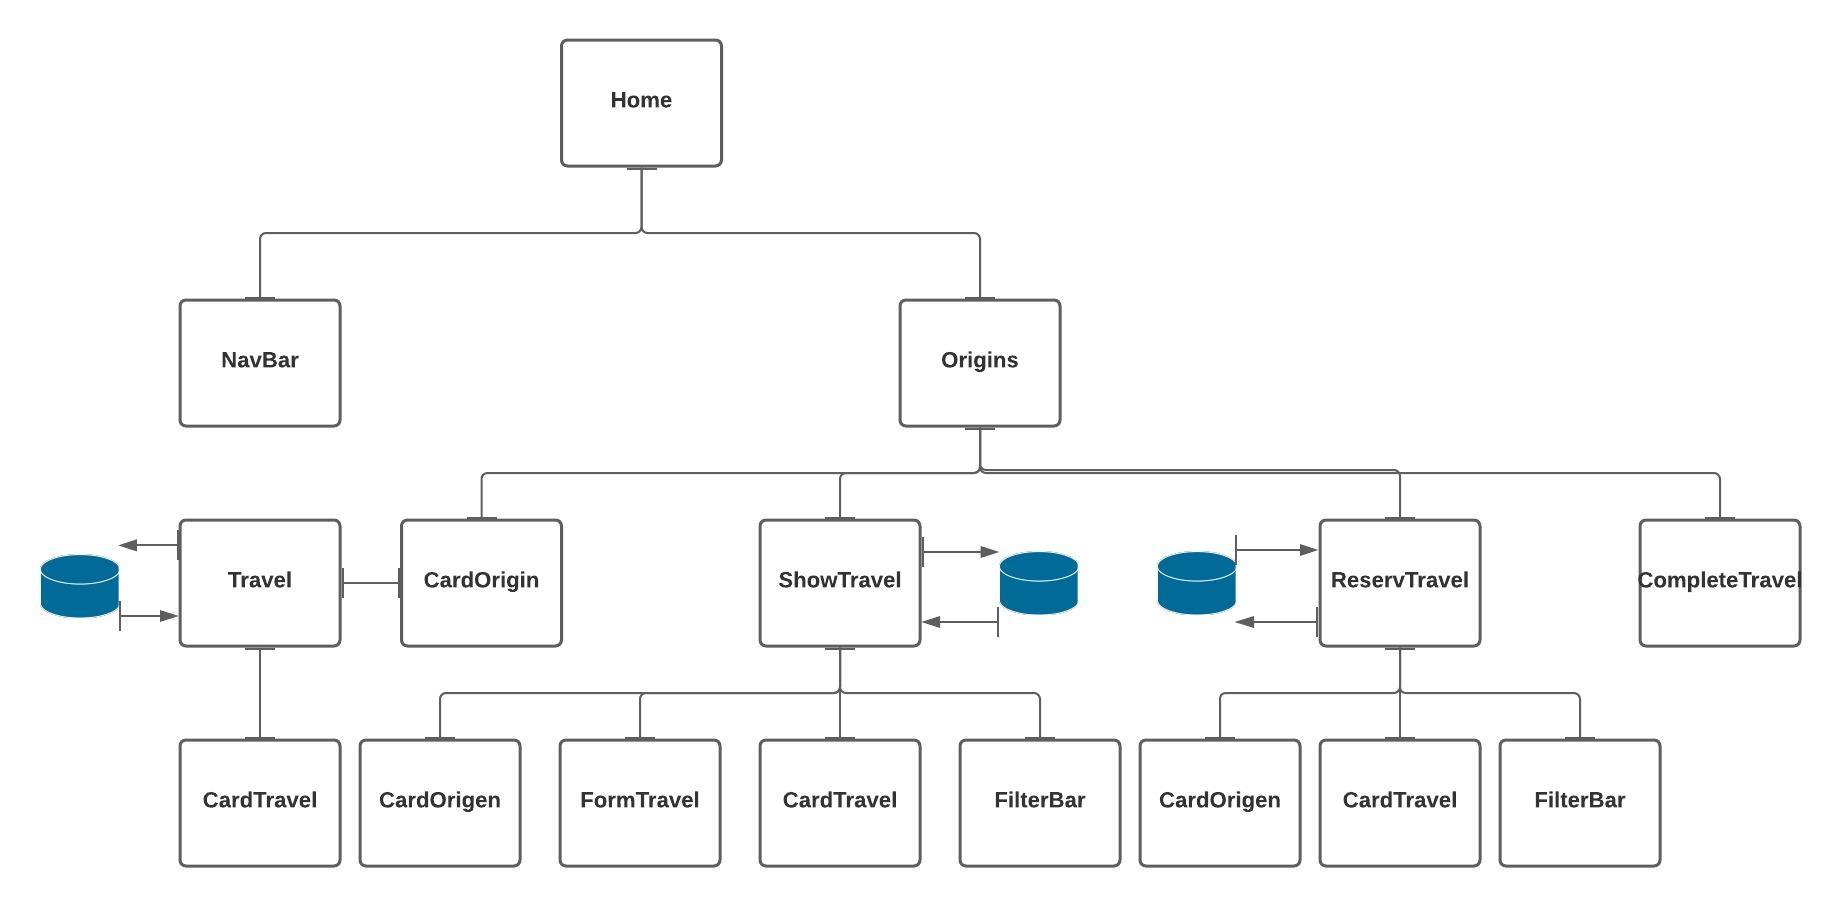 Home
NavBar
Origins
Travel
CardOrigin
ShowTravel
ReservTravel
CompleteTravel
CardTravel
CardOrigen
FormTravel
CardTravel
FilterBar
CardOrigen
CardTravel
FilterBar